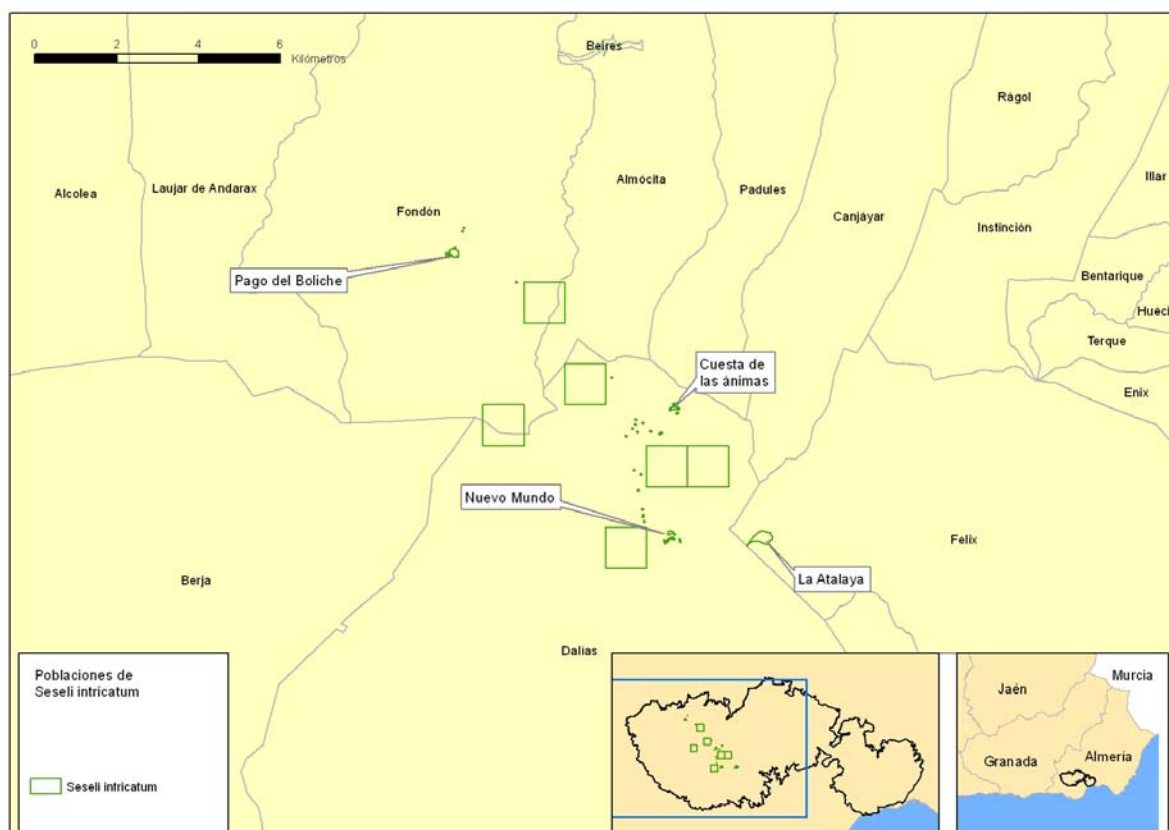 0 2 4 6
Kilómetros
Beires
Rágol
Alcolea
Laujar de Andarax
Almócita
Padules
Illar
Fondón
Canjáyar
Instinción
Pago del Boliche
Bentarique
Hueci
Terque
Cuesta de
las ánimas
Enix
Nuevo Mundo
Felix
Berja
La Atalaya
Dalías
Poblaciones de
Seseli intricatum
Seseli intricatum
Murcia
Jaén
Granada
Almería